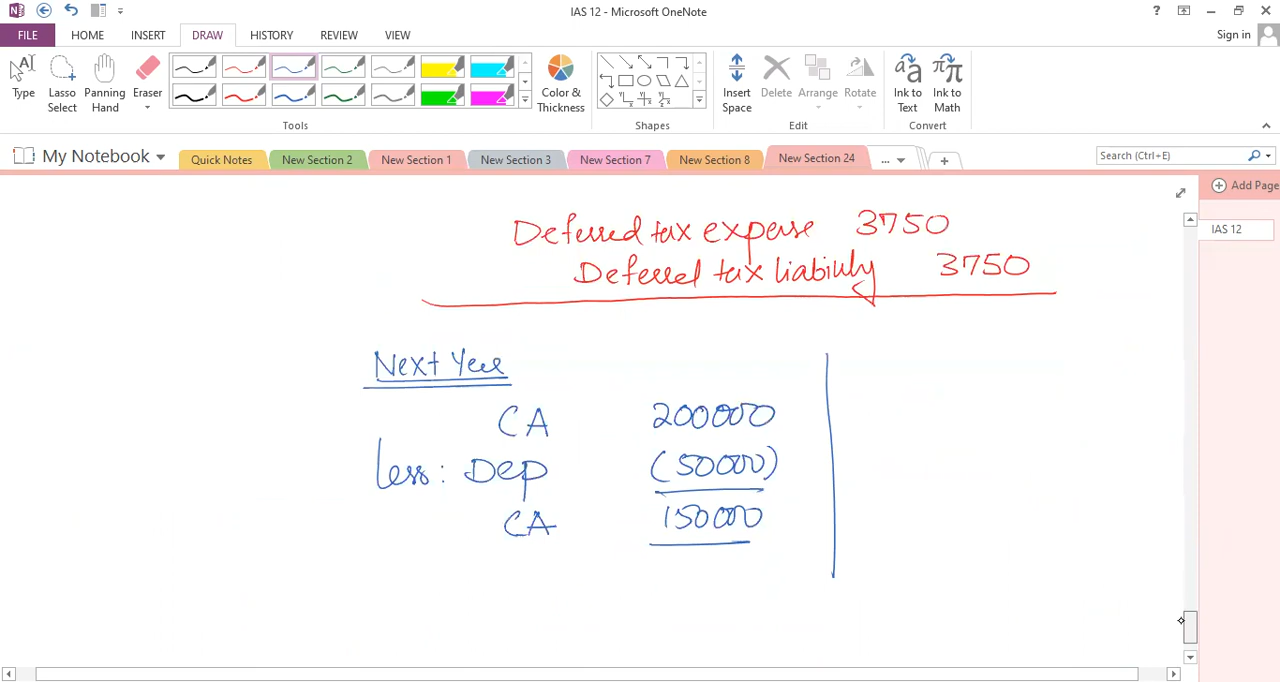 IAS 12 - Microsoft OneNote
?
FILE HOME INSERT DRAW HISTORY REVIEW VIEW
Sign in
Type
Lasso Select
Panning Hand
Eraser
Color & Thickness
Insert Space
Delete
Arrange
Rotate
Ink to Text
Ink to Math
Tools
Shapes
Edit
Convert
My Notebook
Quick Notes
New Section 2
New Section 1
New Section 3
New Section 7
New Section 8
New Section 24
...
Search (Ctrl+E)
Add Page
IAS 12
Deferred tax expense 3750
Deferred tax liability 3750
Next Year
CA 200000
less: Dep (50000)
CA 150000